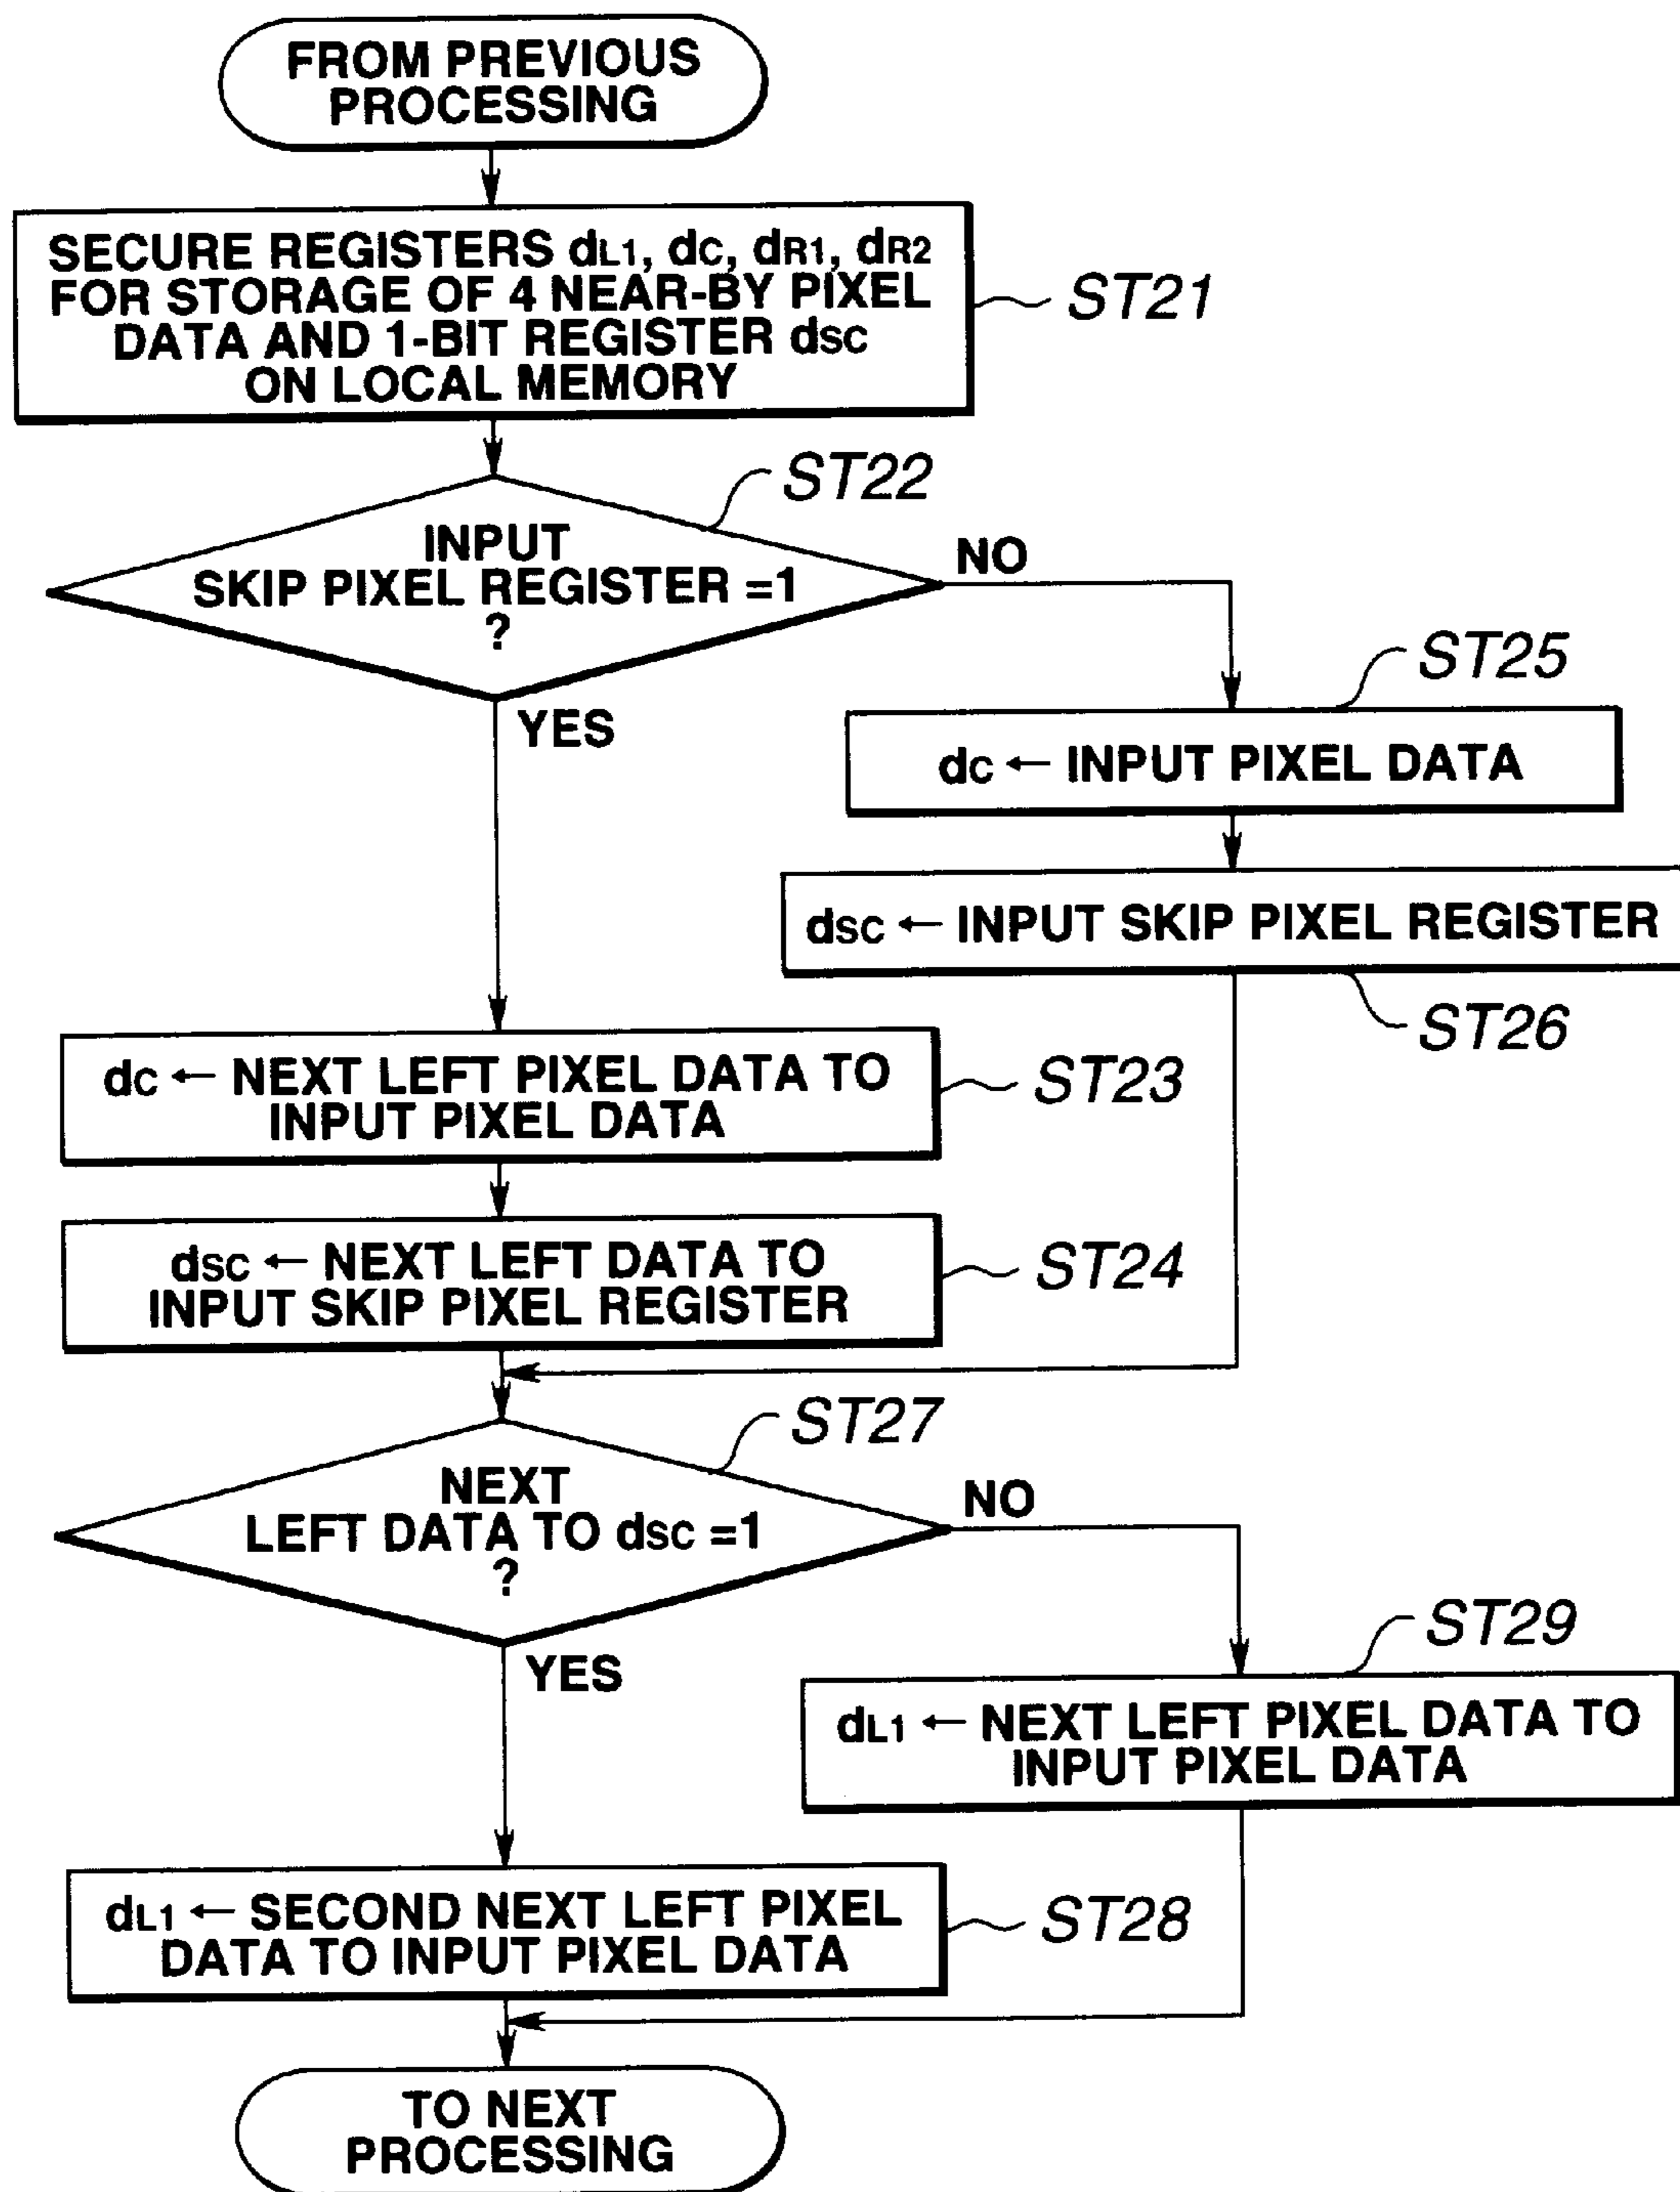 FROM PREVIOUS
PROCESSING
SECURE REGISTERS dL1, dC, dR1, dR2
FOR STORAGE OF 4 NEAR-BY PIXEL
DATA AND 1-BIT REGISTER dSC
ON LOCAL MEMORY
ST21
ST22
INPUT
SKIP PIXEL REGISTER =1
?
NO
YES
ST25
dC ← INPUT PIXEL DATA
dSC ← INPUT SKIP PIXEL REGISTER
ST26
dC ← NEXT LEFT PIXEL DATA TO
INPUT PIXEL DATA
ST23
dSC ← NEXT LEFT DATA TO
INPUT SKIP PIXEL REGISTER
ST24
ST27
NEXT
LEFT DATA TO dSC =1
?
NO
YES
ST29
dL1 ← NEXT LEFT PIXEL DATA TO
INPUT PIXEL DATA
dL1 ← SECOND NEXT LEFT PIXEL
DATA TO INPUT PIXEL DATA
ST28
TO NEXT
PROCESSING